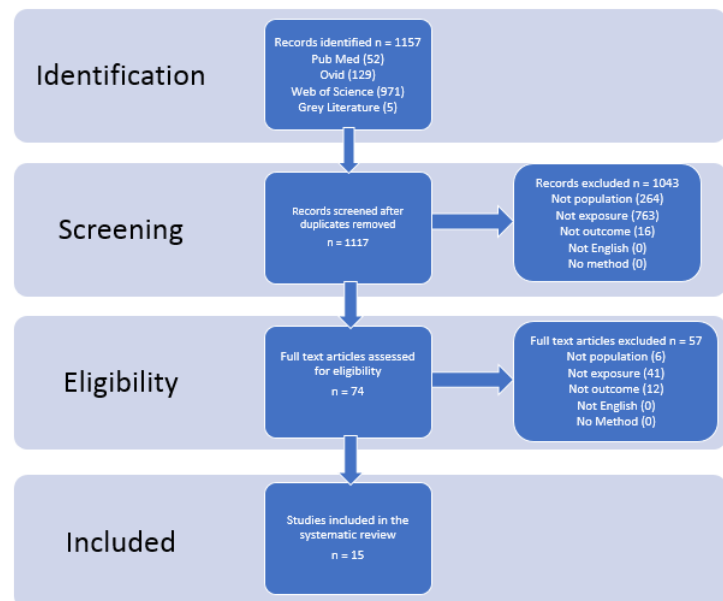 Identification
Records identified n = 1157
Pub Med (52)
Ovid (129)
Web of Science (971)
Grey Literature (5)
Screening
Records screened after
duplicates removed
n = 1117
Records excluded n = 1043
Not population (264)
Not exposure (763)
Not outcome (16)
Not English (0)
No method (0)
Eligibility
Full text articles assessed
for eligibility
n = 74
Full text articles excluded n = 57
Not population (6)
Not exposure (41)
Not outcome (12)
Not English (0)
No Method (0)
Included
Studies included in the
systematic review
n = 15